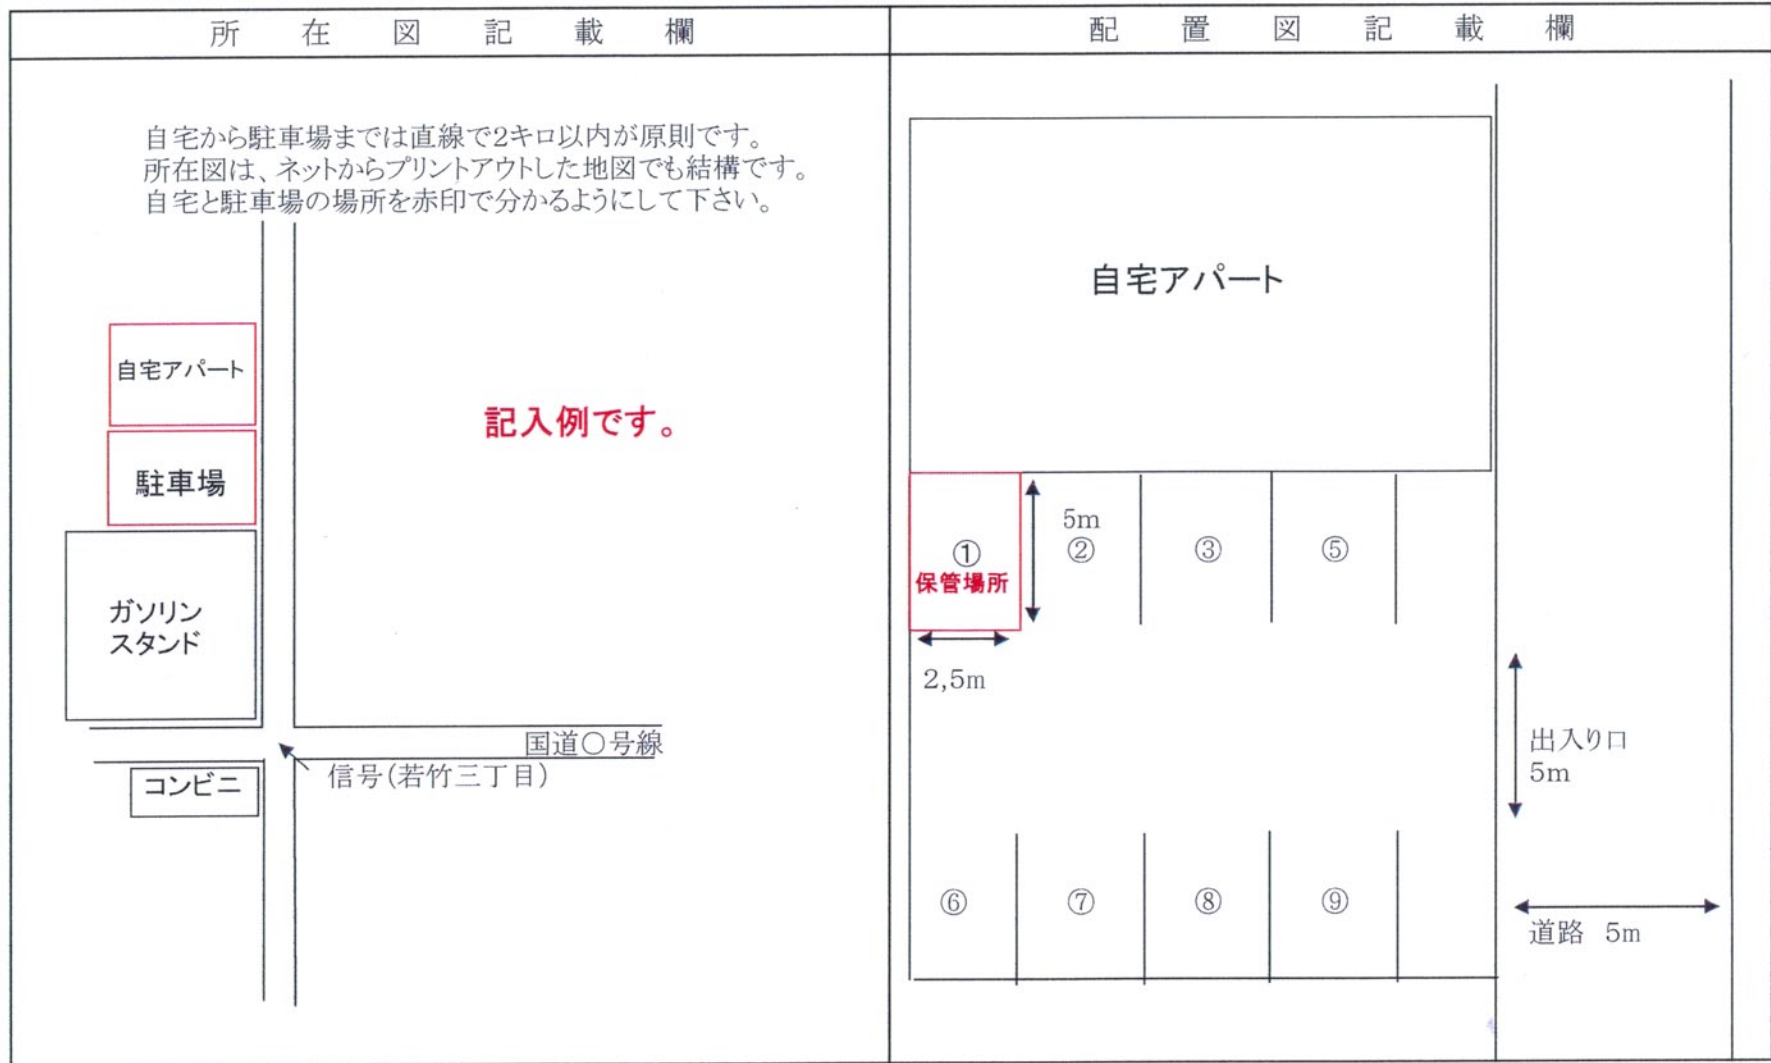 所在図記載欄
自宅から駐車場までは直線で2キロ以内が原則です。
所在図は、ネットからプリントアウトした地図でも結構です。
自宅と駐車場の場所を赤印で分かるようにして下さい。
自宅アパート
記入例です。
駐車場
ガソリン
スタンド
国道○号線
信号(若竹三丁目)
コンビニ
配置図記載欄
自宅アパート
①
保管場所
5m
②
③
⑤
2,5m
出入り口
5m
⑥
⑦
⑧
⑨
道路 5m